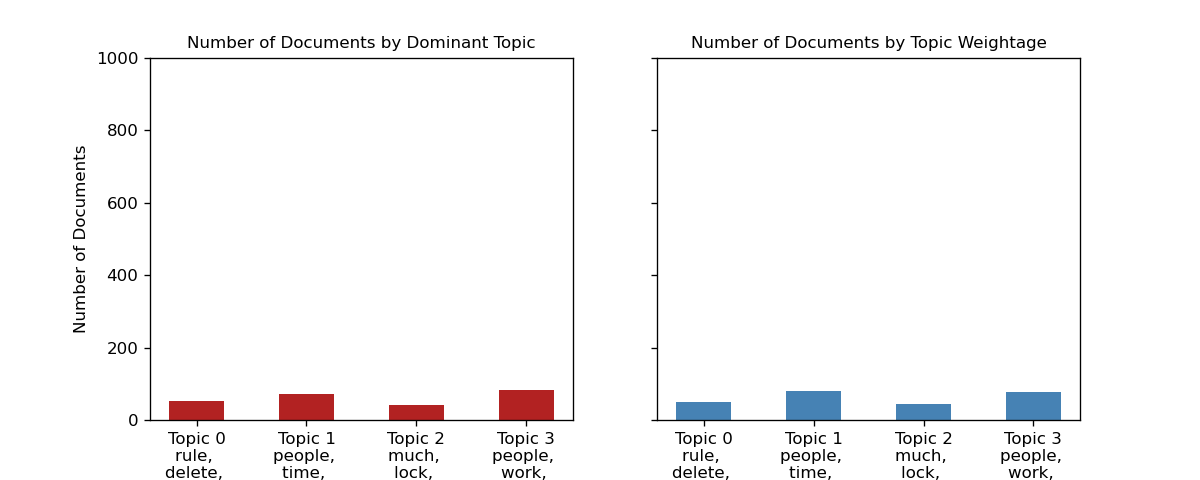 Number of Documents by Dominant Topic
Number of Documents
1000
800
600
400
200
0
Topic 0
rule,
delete,
Topic 1
people,
time,
Topic 2
much,
lock,
Topic 3
people,
work,
Number of Documents by Topic Weightage
Topic 0
rule,
delete,
Topic 1
people,
time,
Topic 2
much,
lock,
Topic 3
people,
work,